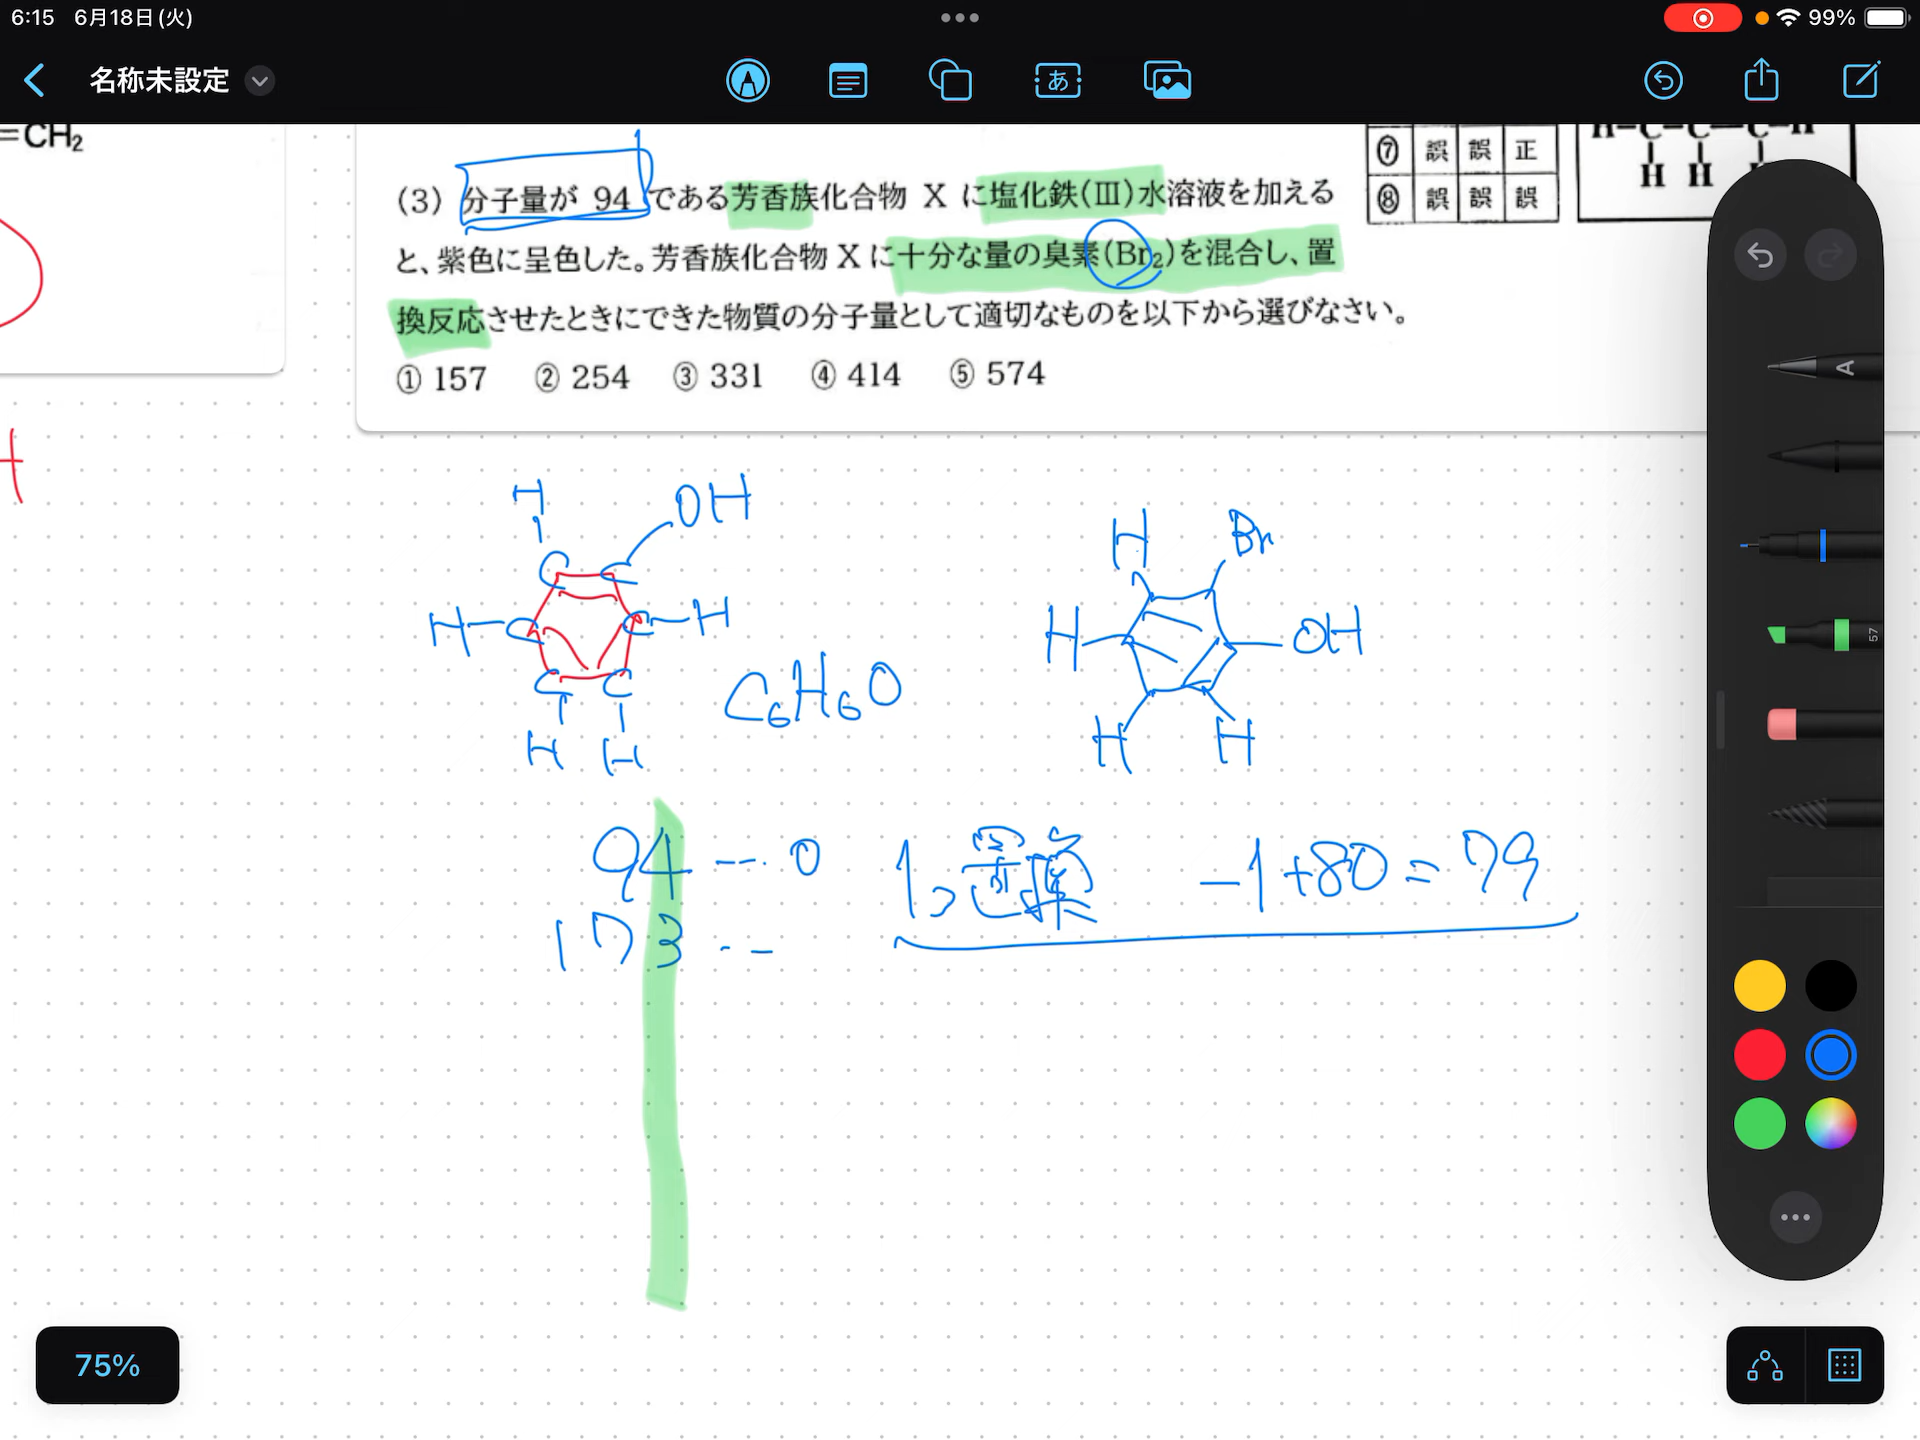 6:15 6月18日(火)
99%
名称未設定
あ
=CH₂
(3) 分子量が 94 である芳香族化合物 X に塩化鉄(Ⅲ)水溶液を加える
と、紫色に呈色した。芳香族化合物 X に十分な量の臭素(Br₂)を混合し、置
換反応させたときにできた物質の分子量として適切なものを以下から選びなさい。
① 157 ② 254 ③ 331 ④ 414 ⑤ 574
⑦ 誤 誤 正
⑧ 誤 誤 誤
H-C-C-C-H
H H
A
57
H
OH
C C
H-C C-H
C C
H H
C₆H₆O
H Br
H OH
H H
94 --- 0
173 --
1コ置換 -1+80=79
75%